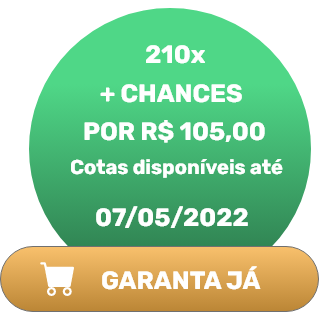 210x
+ CHANCES
POR R$ 105,00
Cotas disponíveis até
07/05/2022
GARANTA JÁ